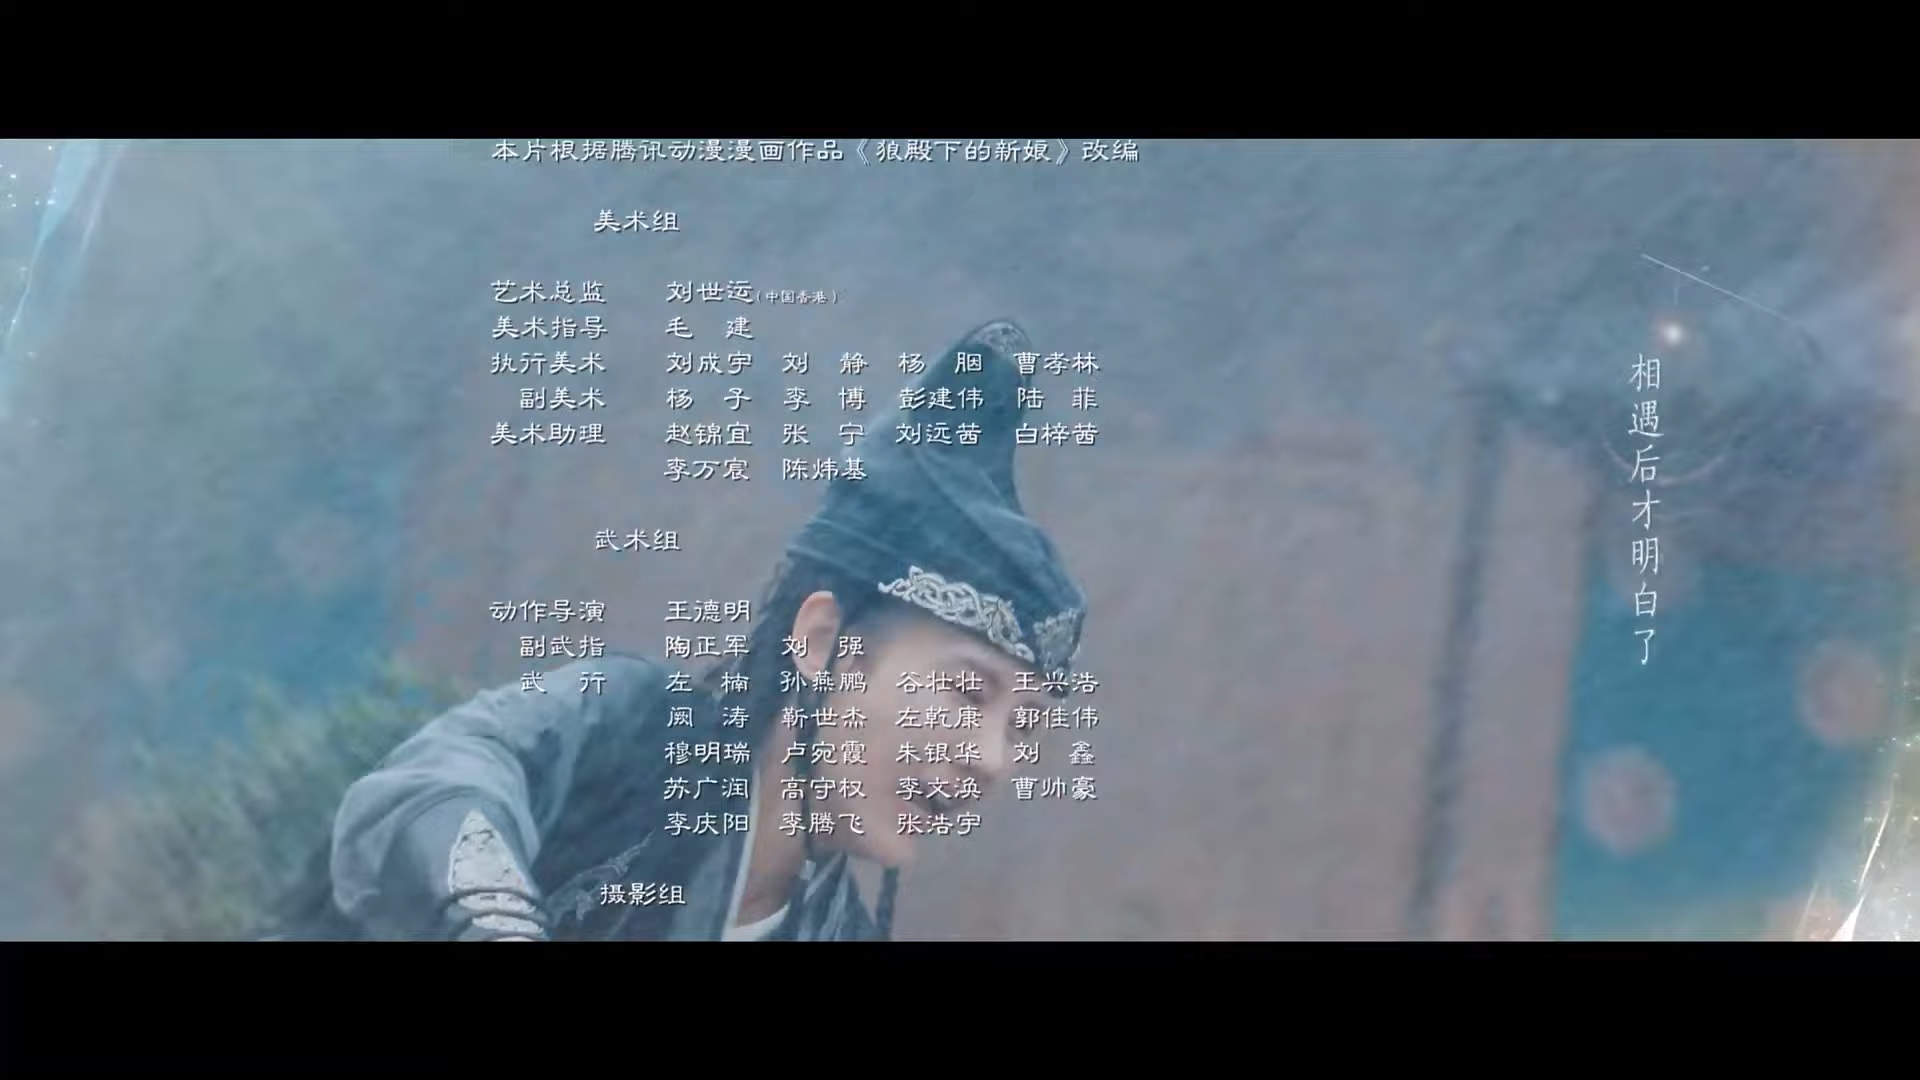 本片根据腾讯动漫漫画作品《狼殿下的新娘》改编
美术组
艺术总监 刘世运(中国香港)
美术指导 毛 建
执行美术 刘成宇 刘 静 杨 胭 曹孝林
副美术 杨 子 李 博 彭建伟 陆 菲
美术助理 赵锦宜 张 宁 刘远茜 白梓茜
李万宸 陈炜基
武术组
动作导演 王德明
副武指 陶正军 刘 强
武 行 左 楠 孙燕鹏 谷壮壮 王兴浩
阙 涛 靳世杰 左乾康 郭佳伟
穆明瑞 卢宛霞 朱银华 刘 鑫
苏广润 高守权 李文涣 曹帅豪
李庆阳 李腾飞 张浩宇
摄影组
相遇后才明白了